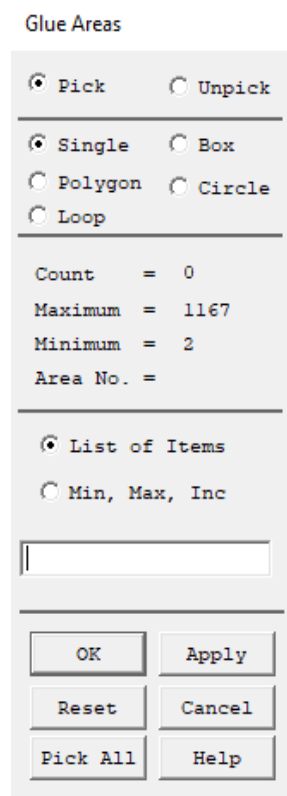 Glue Areas
Pick Unpick
Single Box
Polygon Circle
Loop
Count = 0
Maximum = 1167
Minimum = 2
Area No. =
List of Items
Min, Max, Inc
OK Apply
Reset Cancel
Pick All Help